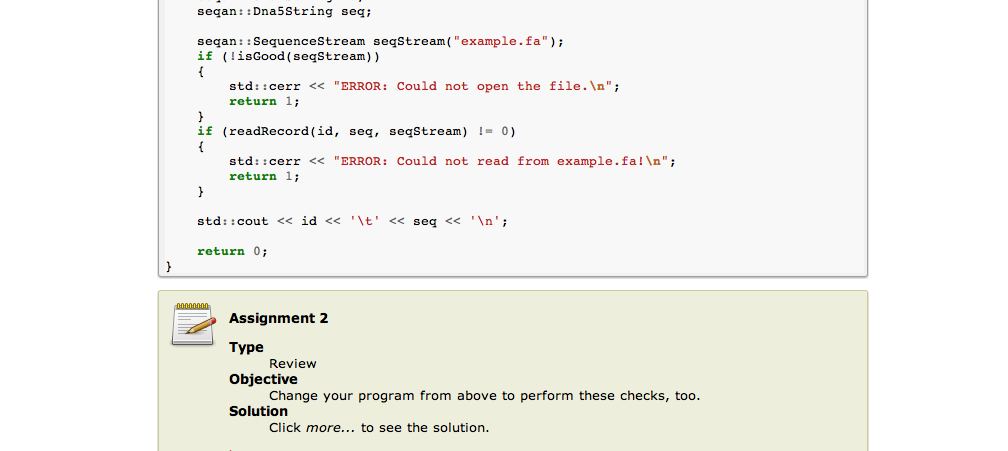 seqan::Dna5String seq;
seqan::SequenceStream seqStream("example.fa");
if (!isGood(seqStream))
{
std::cerr << "ERROR: Could not open the file.\n";
return 1;
}
if (readRecord(id, seq, seqStream) != 0)
{
std::cerr << "ERROR: Could not read from example.fa!\n";
return 1;
}
std::cout << id << '\t' << seq << '\n';
return 0;
}
Assignment 2
Type
Review
Objective
Change your program from above to perform these checks, too.
Solution
Click more... to see the solution.